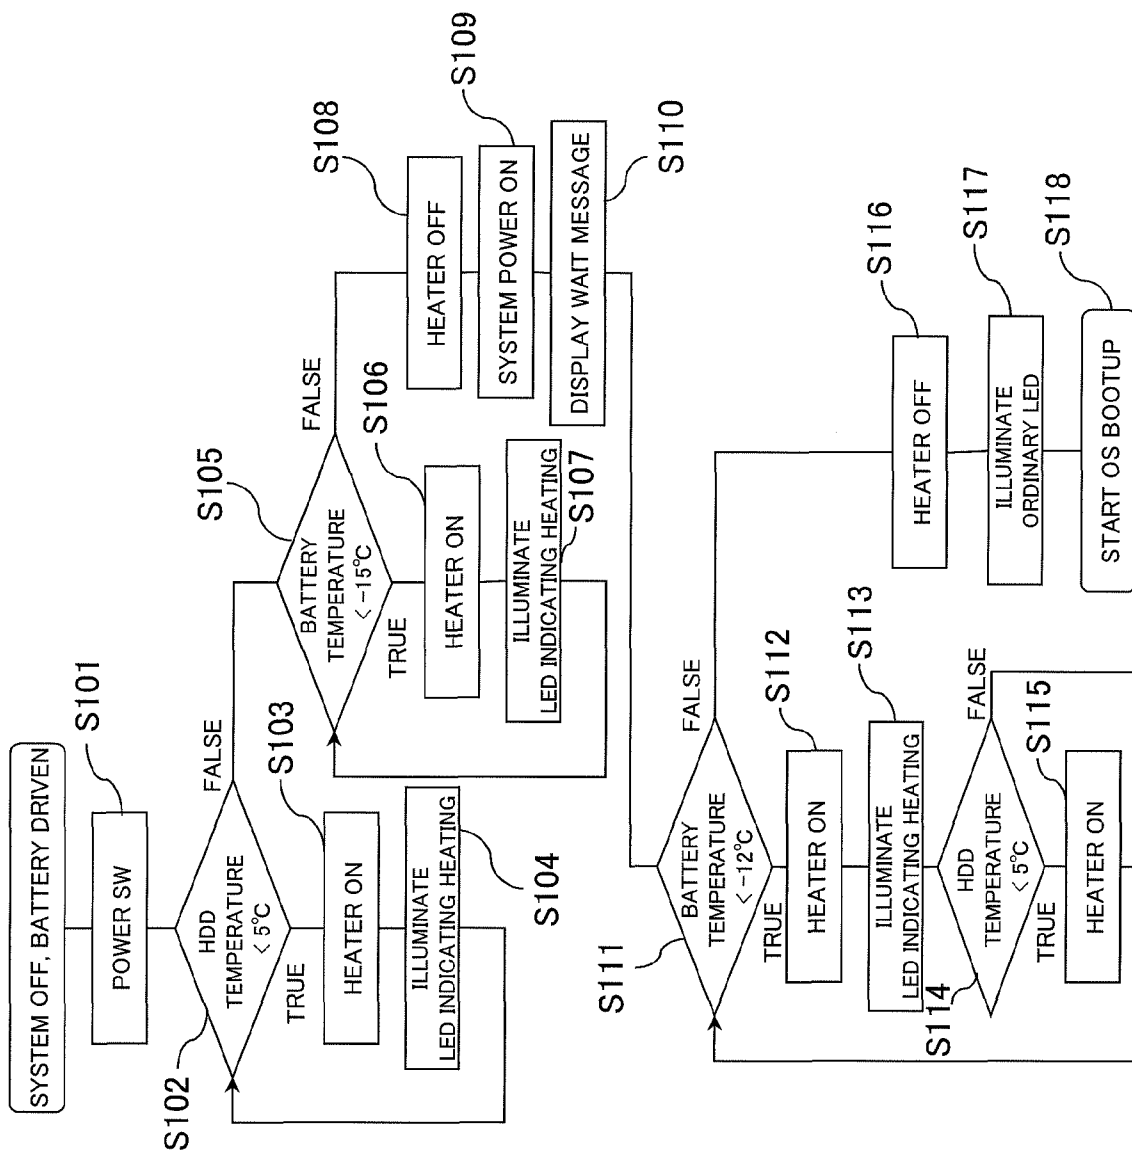 SYSTEM OFF, BATTERY DRIVEN
POWER SW
S101
HDD
TEMPERATURE
<5℃
S102
TRUE
FALSE
HEATER ON
S103
ILLUMINATE
LED INDICATING HEATING
S104
BATTERY
TEMPERATURE
<-15℃
S105
TRUE
FALSE
HEATER ON
S106
ILLUMINATE
LED INDICATING HEATING
S107
HEATER OFF
S108
SYSTEM POWER ON
S109
DISPLAY WAIT MESSAGE
S110
BATTERY
TEMPERATURE
<-12℃
S111
TRUE
FALSE
HEATER ON
S112
ILLUMINATE
LED INDICATING HEATING
S113
HDD
TEMPERATURE
<5℃
S114
TRUE
FALSE
HEATER ON
S115
HEATER OFF
S116
ILLUMINATE
ORDINARY LED
S117
START OS BOOTUP
S118